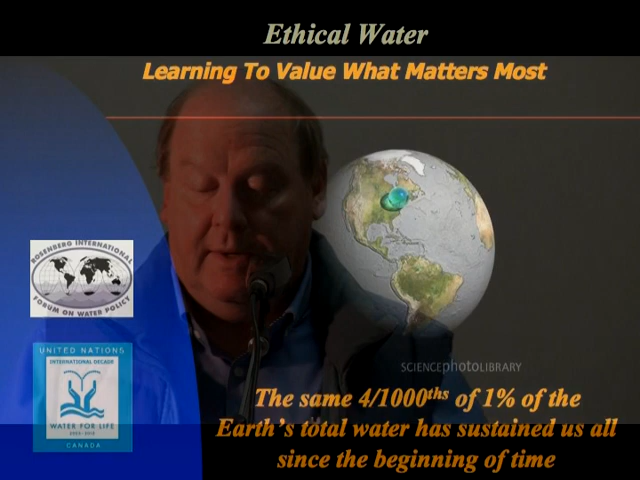 Ethical Water
Learning To Value What Matters Most
ROSENBERG INTERNATIONAL
FORUM ON WATER POLICY
UNITED NATIONS
INTERNATIONAL DECADE
WATER FOR LIFE
2005-2015
CANADA
SCIENCEphotoLIBRARY
The same 4/1000ths of 1% of the
Earth's total water has sustained us all
since the beginning of time